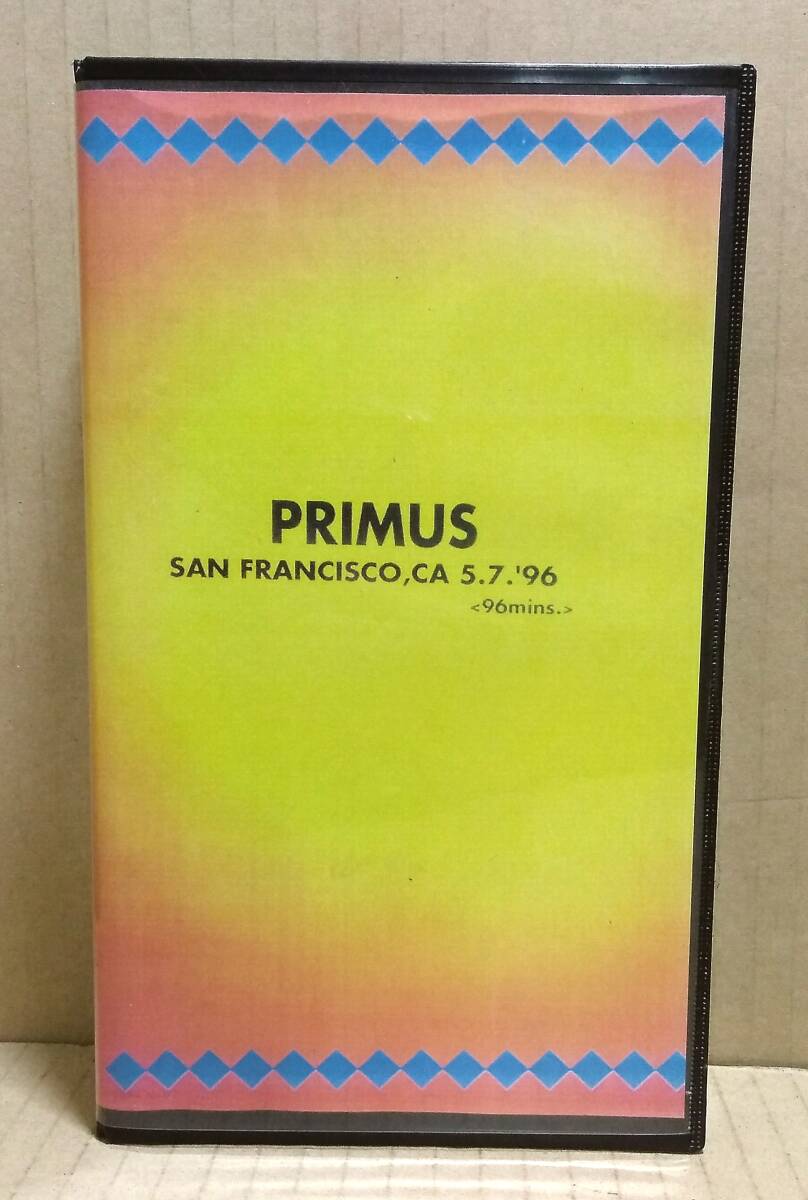 PRIMUS
SAN FRANCISCO,CA 5.7.'96
<96mins.>